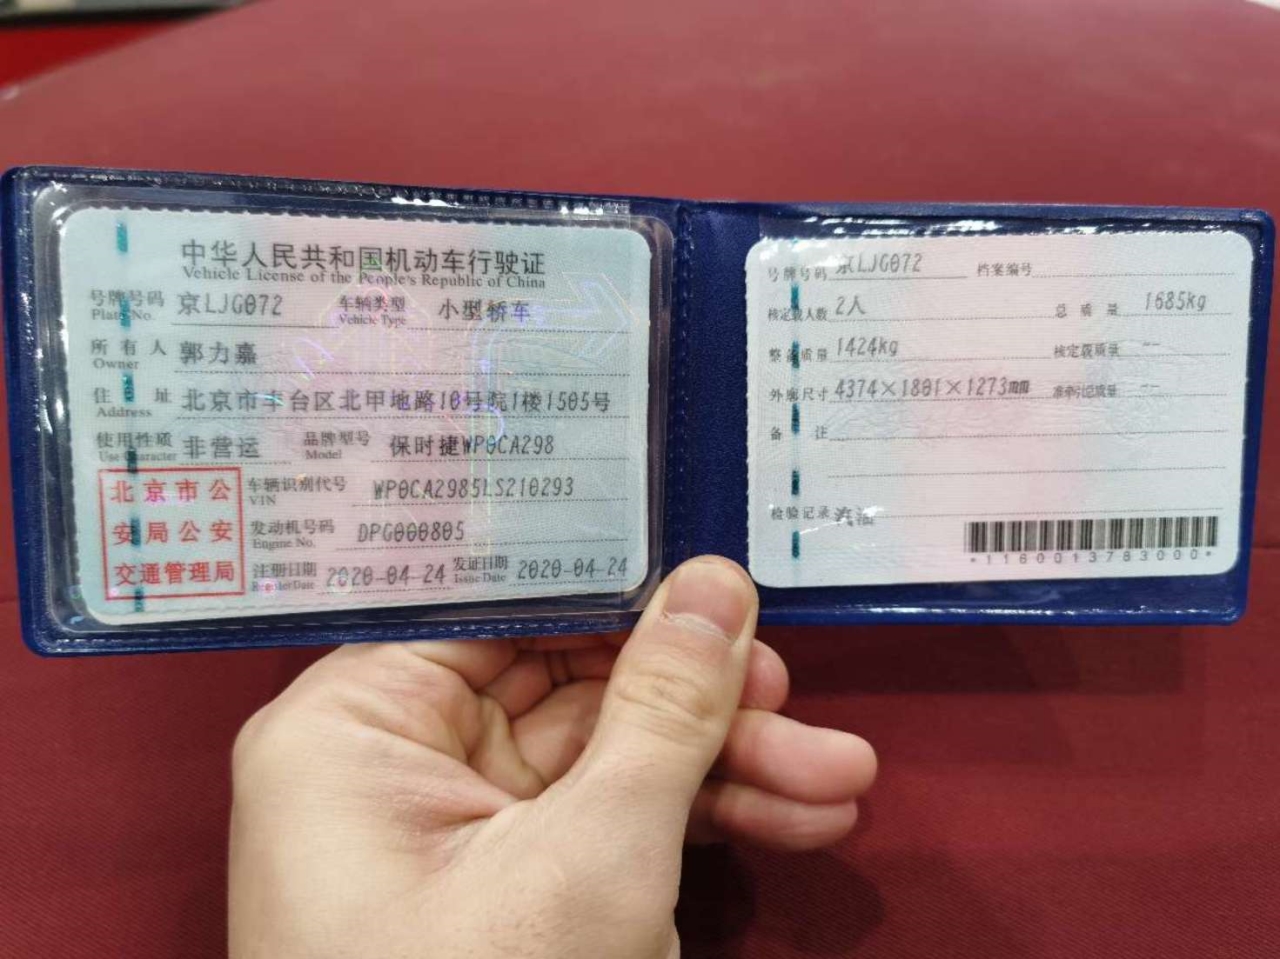 中华人民共和国机动车行驶证
Vehicle License of the People's Republic of China
号牌号码 京LJG072 车辆类型 小型轿车
Plate No. Vehicle Type
所有人 郭力嘉
Owner
住址 北京市丰台区北甲地路10号院1楼1505号
Address
使用性质 非营运 品牌型号 保时捷WP0CA298
Use Character Model
北京市公
安局公安
交通管理局
车辆识别代号 WP0CA2985LS210293
VIN
发动机号码 DPG000805
Engine No.
注册日期 2020-04-24 发证日期 2020-04-24
Register Date Issue Date
号牌号码 京LJG072 档案编号
核定载人数 2人 总质量 1685kg
整备质量 1424kg 核定载质量 --
外廓尺寸 4374×1801×1273mm 准牵引总质量 --
备注
检验记录 汽油
*1160013783000*